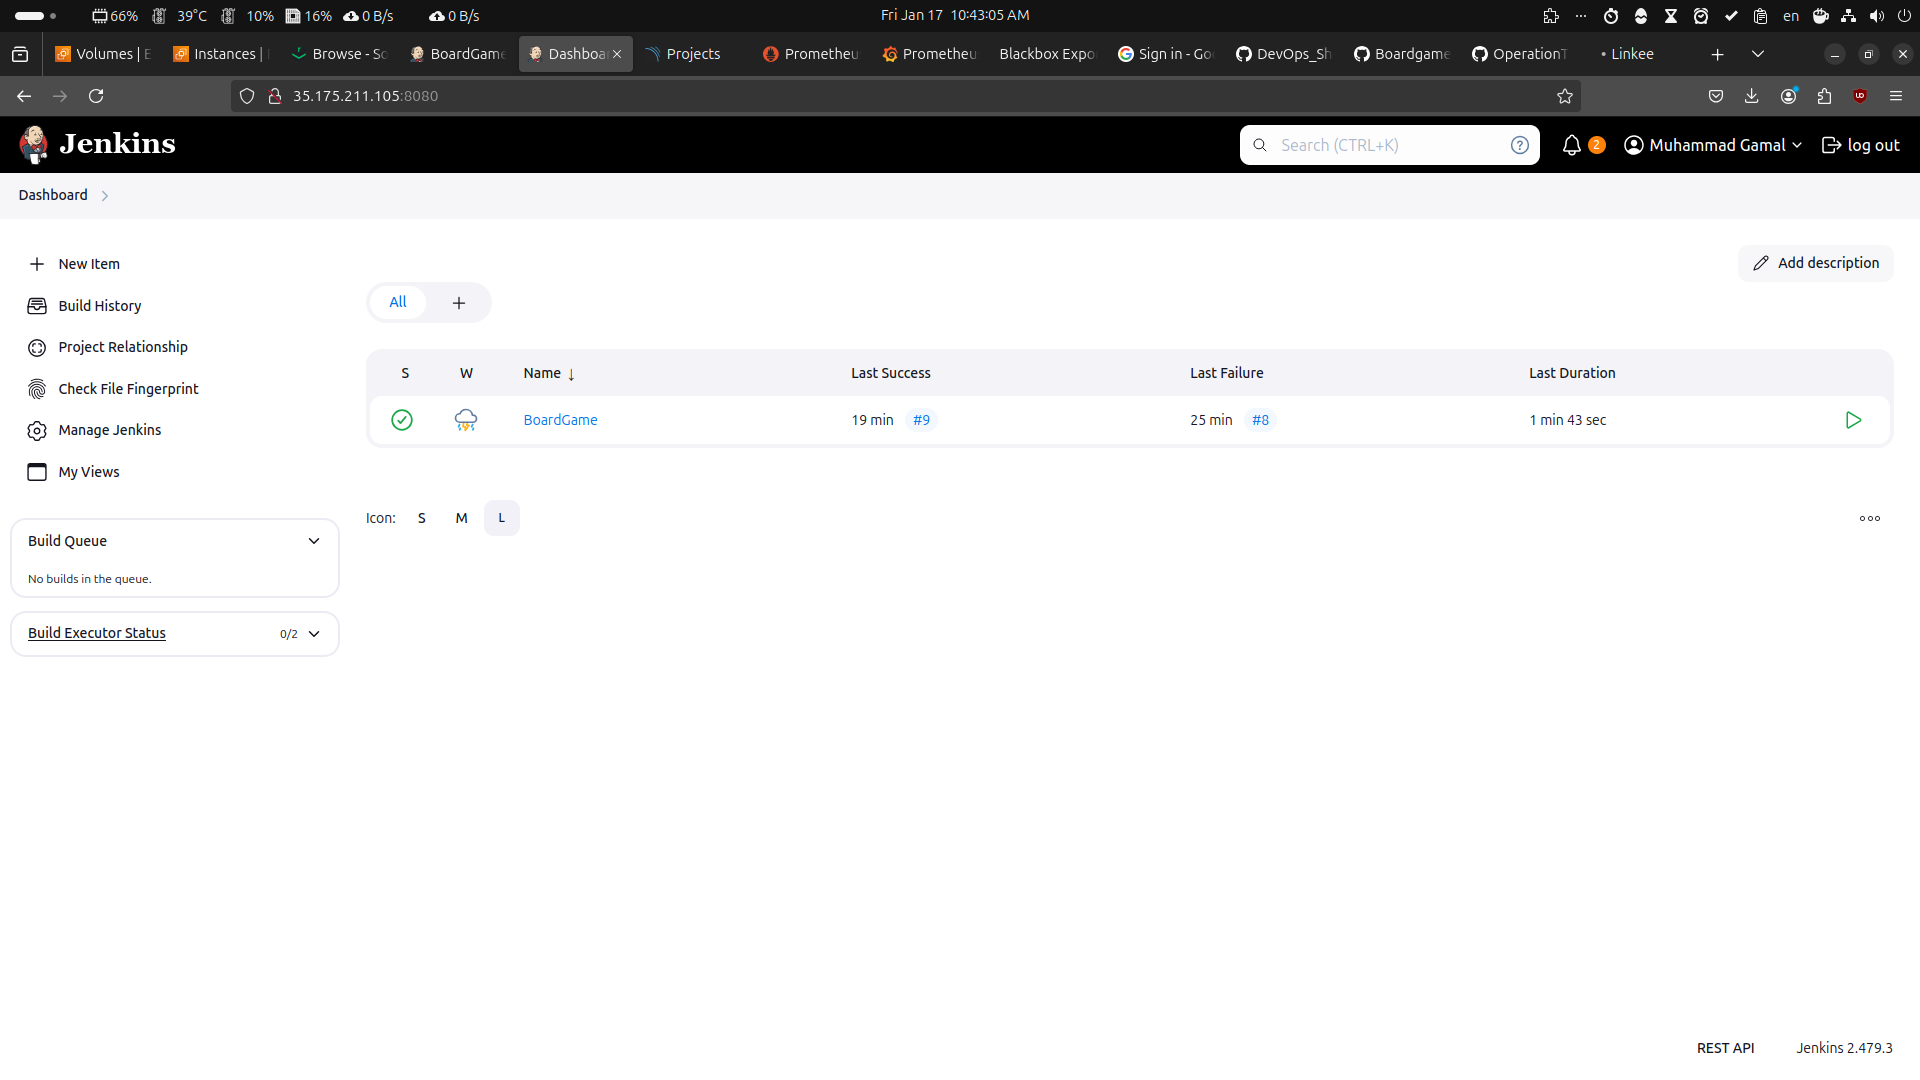 66% 39°C 10% 16% 0 B/s 0 B/s Fri Jan 17 10:43:05 AM en
Volumes | E Instances | Browse - So BoardGame Dashboa Projects Prometheu Prometheu Blackbox Expo Sign in - Go DevOps_Sh Boardgame OperationT • Linkee
35.175.211.105:8080
Jenkins Search (CTRL+K) 2 Muhammad Gamal log out
Dashboard
New Item
Build History
Project Relationship
Check File Fingerprint
Manage Jenkins
My Views
Build Queue
No builds in the queue.
Build Executor Status 0/2
Add description
All +
S W Name ↓ Last Success Last Failure Last Duration
BoardGame 19 min #9 25 min #8 1 min 43 sec
Icon: S M L
REST API Jenkins 2.479.3